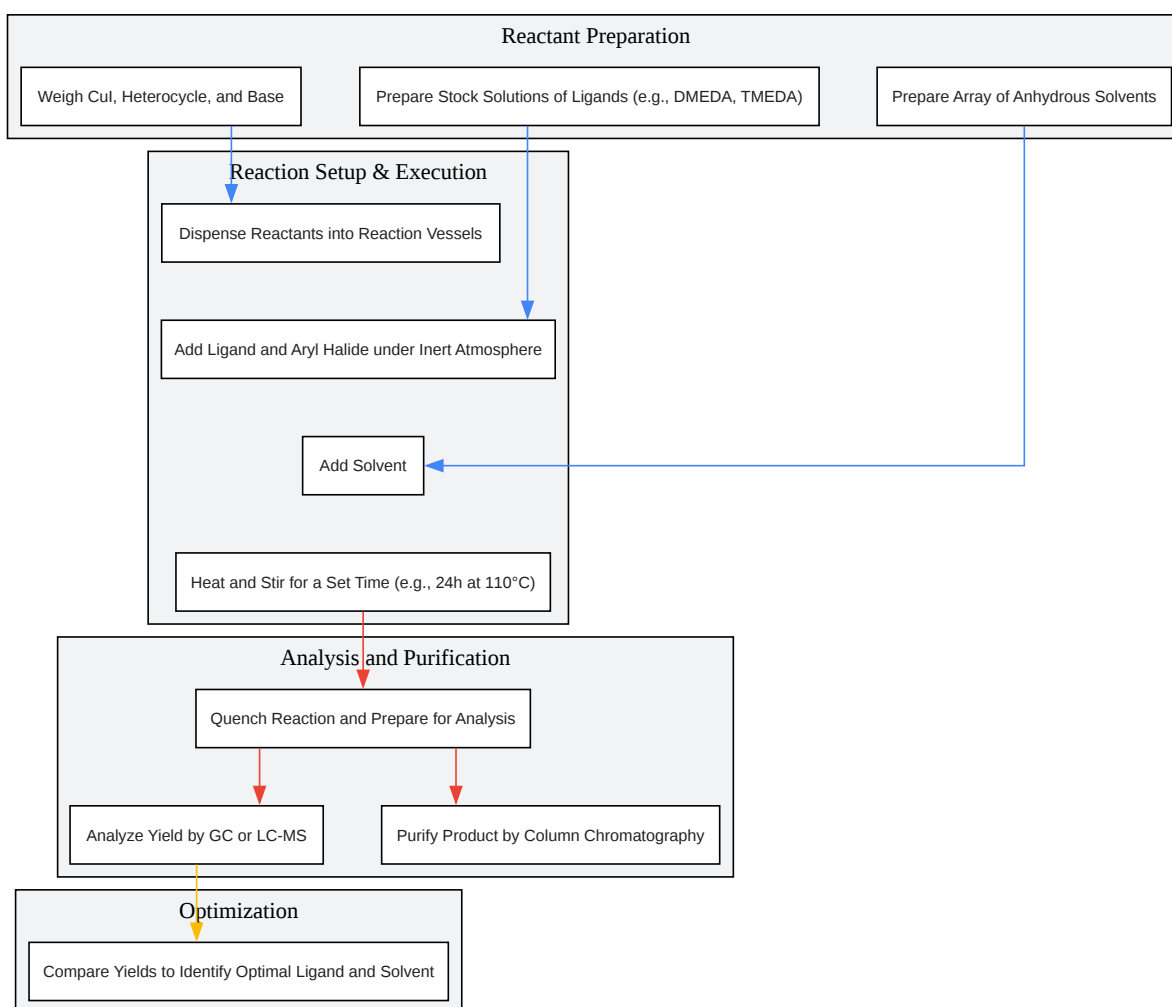 Reactant Preparation
Weigh CuI, Heterocycle, and Base
Prepare Stock Solutions of Ligands (e.g., DMEDA, TMEDA)
Prepare Array of Anhydrous Solvents
Reaction Setup & Execution
Dispense Reactants into Reaction Vessels
Add Ligand and Aryl Halide under Inert Atmosphere
Add Solvent
Heat and Stir for a Set Time (e.g., 24h at 110°C)
Analysis and Purification
Quench Reaction and Prepare for Analysis
Analyze Yield by GC or LC-MS
Purify Product by Column Chromatography
Optimization
Compare Yields to Identify Optimal Ligand and Solvent